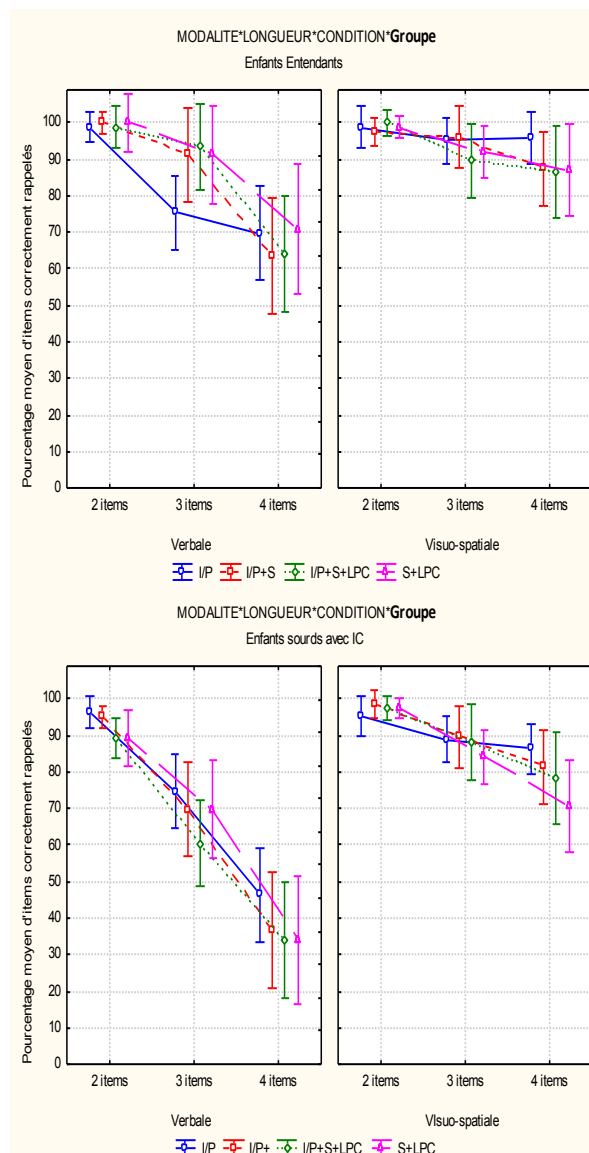 MODALITE*LONGUEUR*CONDITION*Groupe
Enfants Entendants
Pourcentage moyen d'items correctement rappelés
100
90
80
70
60
50
40
30
20
10
0
2 items 3 items 4 items
2 items 3 items 4 items
Verbale
Visuo-spatiale
I/P I/P+S I/P+S+LPC S+LPC
MODALITE*LONGUEUR*CONDITION*Groupe
Enfants sourds avec IC
Pourcentage moyen d'items correctement rappelés
100
90
80
70
60
50
40
30
20
10
0
2 items 3 items 4 items
2 items 3 items 4 items
Verbale
VIsuo-spatiale
I/P I/P+ I/P+S+LPC S+LPC